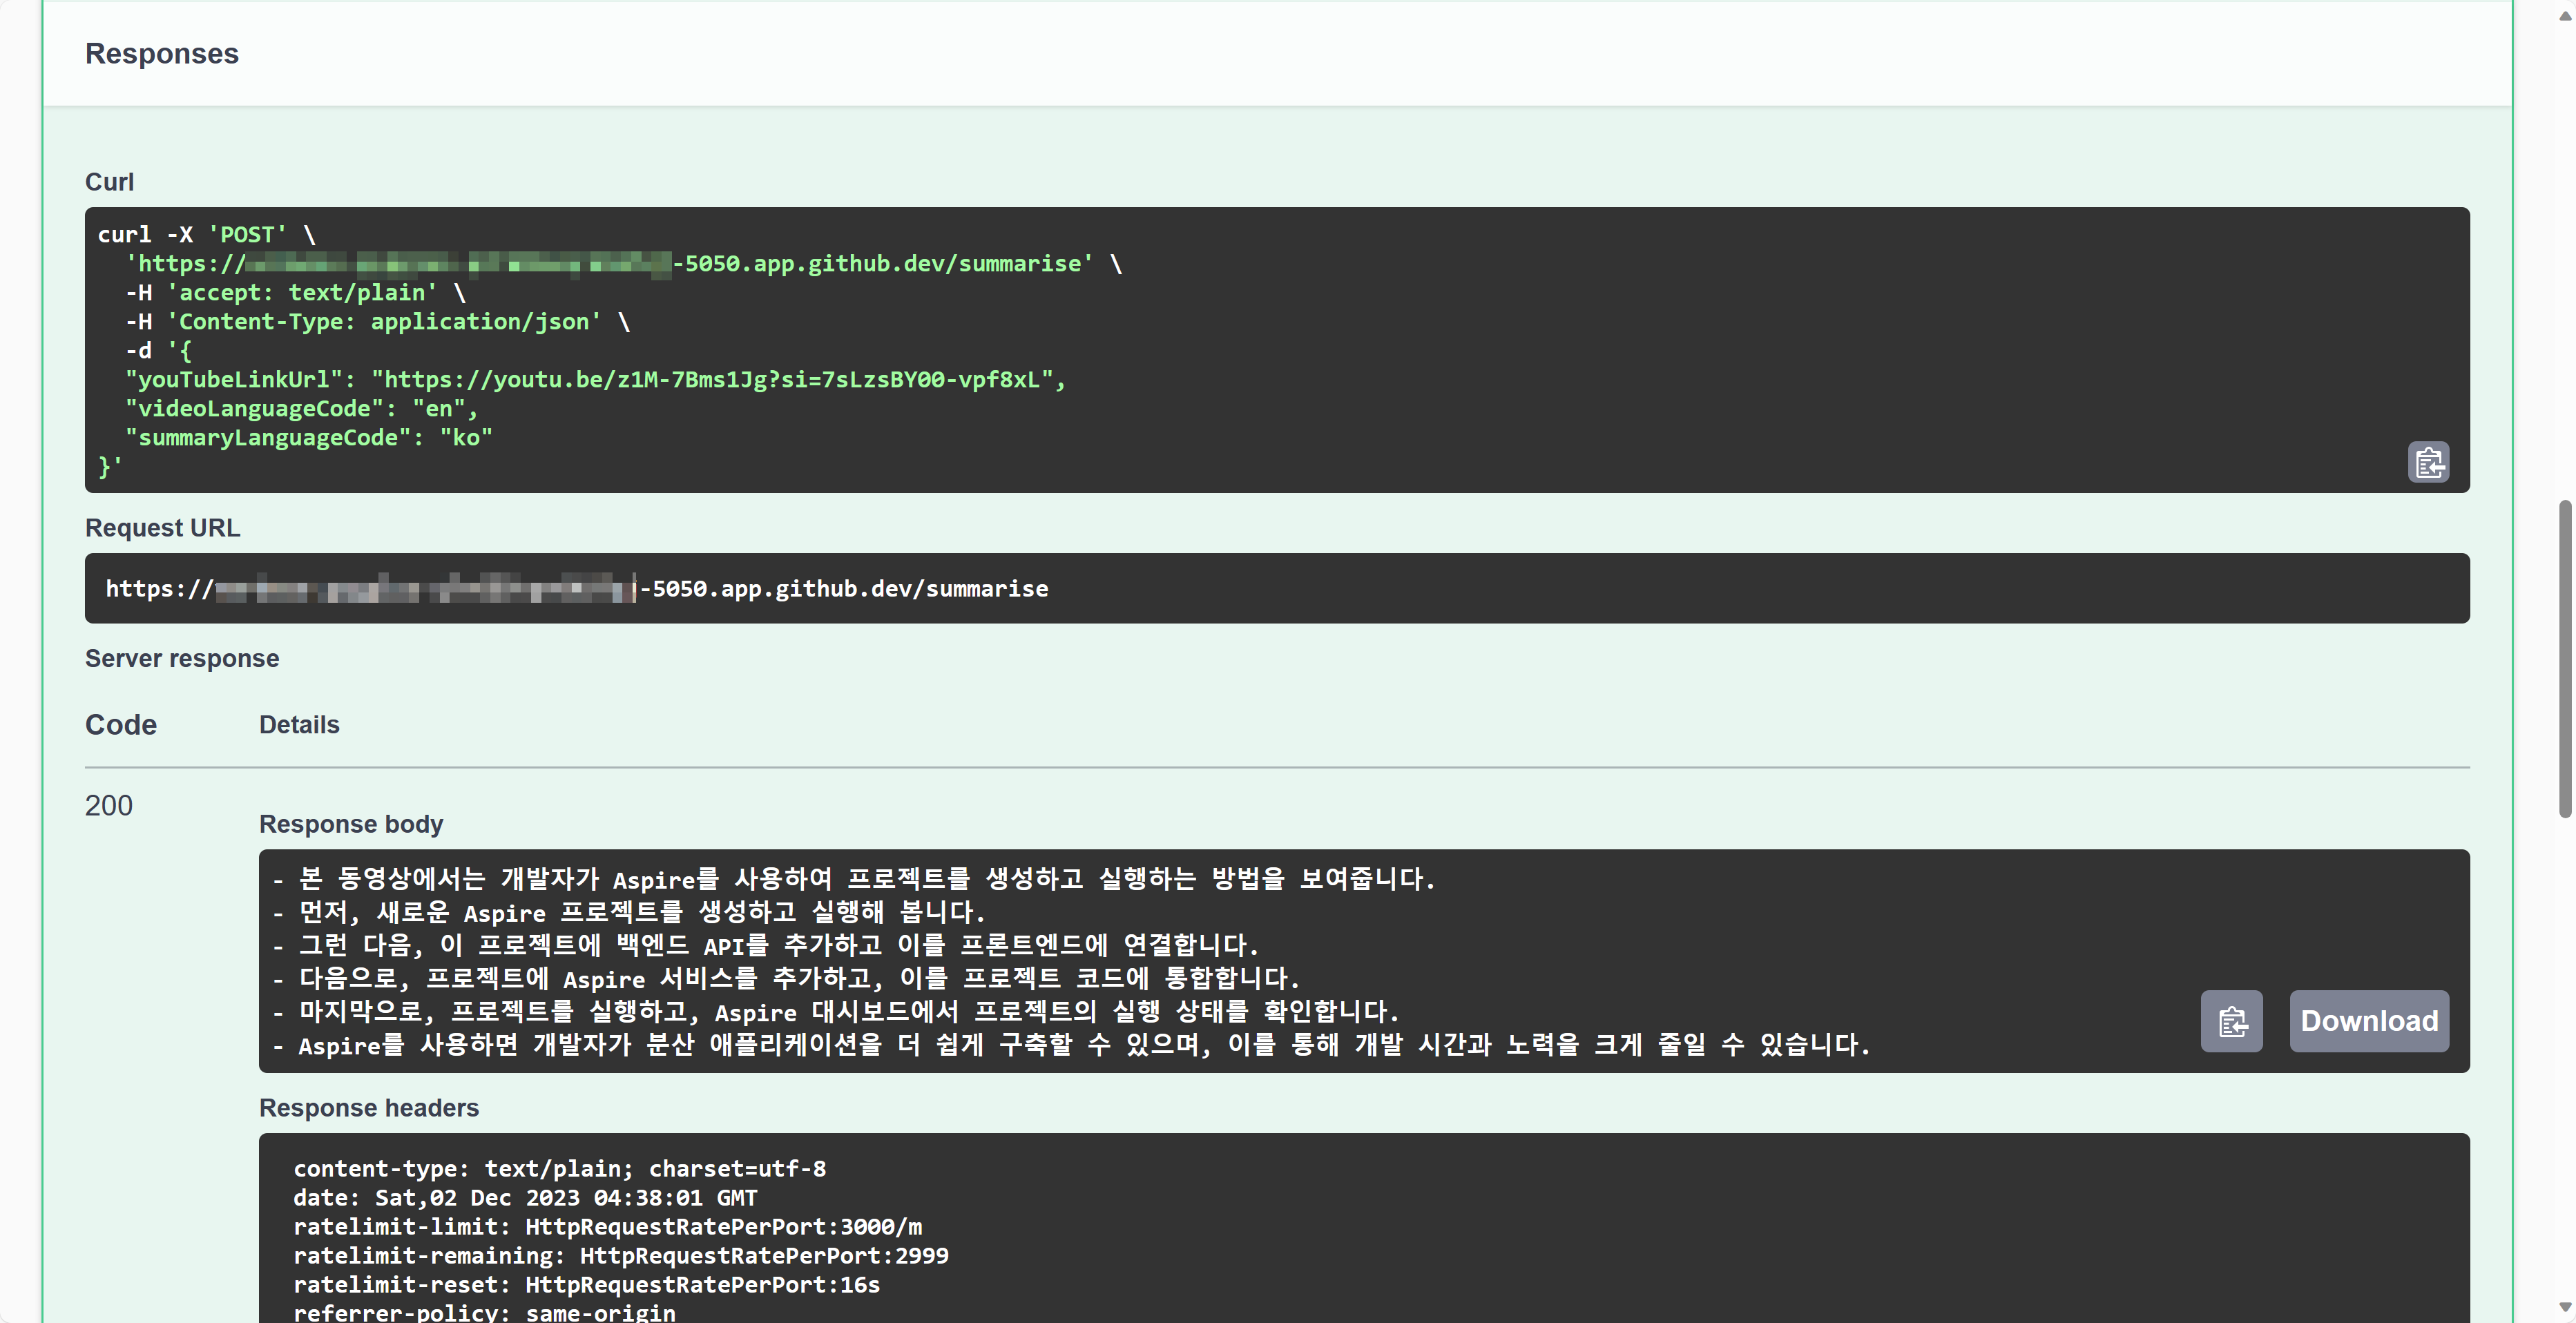 Responses
Curl
curl -X 'POST' \
'https://-5050.app.github.dev/summarise' \
-H 'accept: text/plain' \
-H 'Content-Type: application/json' \
-d '{
"youTubeLinkUrl": "https://youtu.be/z1M-7Bms1Jg?si=7sLzsBY00-vpf8xL",
"videoLanguageCode": "en",
"summaryLanguageCode": "ko"
}'
Request URL
https://-5050.app.github.dev/summarise
Server response
Code Details
200
Response body
- 본 동영상에서는 개발자가 Aspire를 사용하여 프로젝트를 생성하고 실행하는 방법을 보여줍니다.
- 먼저, 새로운 Aspire 프로젝트를 생성하고 실행해 봅니다.
- 그런 다음, 이 프로젝트에 백엔드 API를 추가하고 이를 프론트엔드에 연결합니다.
- 다음으로, 프로젝트에 Aspire 서비스를 추가하고, 이를 프로젝트 코드에 통합합니다.
- 마지막으로, 프로젝트를 실행하고, Aspire 대시보드에서 프로젝트의 실행 상태를 확인합니다.
- Aspire를 사용하면 개발자가 분산 애플리케이션을 더 쉽게 구축할 수 있으며, 이를 통해 개발 시간과 노력을 크게 줄일 수 있습니다.
Download
Response headers
content-type: text/plain; charset=utf-8
date: Sat,02 Dec 2023 04:38:01 GMT
ratelimit-limit: HttpRequestRatePerPort:3000/m
ratelimit-remaining: HttpRequestRatePerPort:2999
ratelimit-reset: HttpRequestRatePerPort:16s
referrer-policy: same-origin